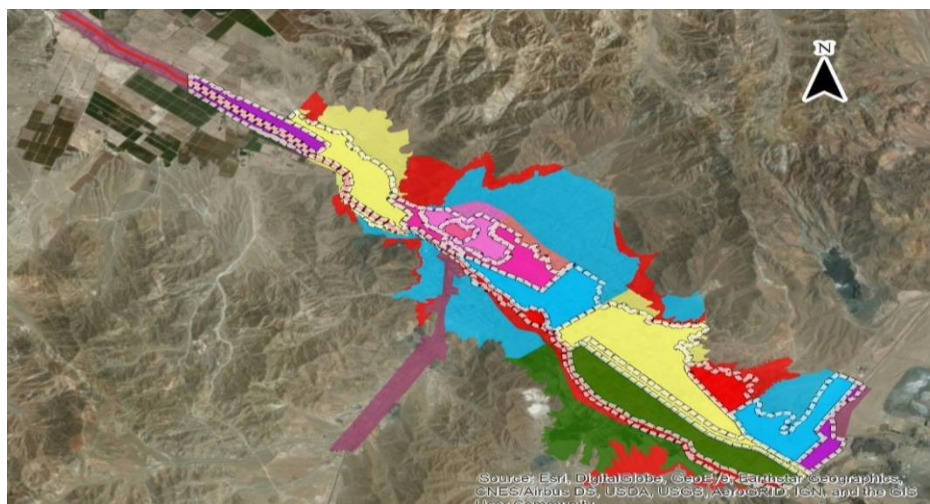 N
Source: Esri, DigitalGlobe, GeoEye, Earthstar Geographics,
CNES/Airbus DS, USDA, USGS, AeroGRID, IGN, and the GIS